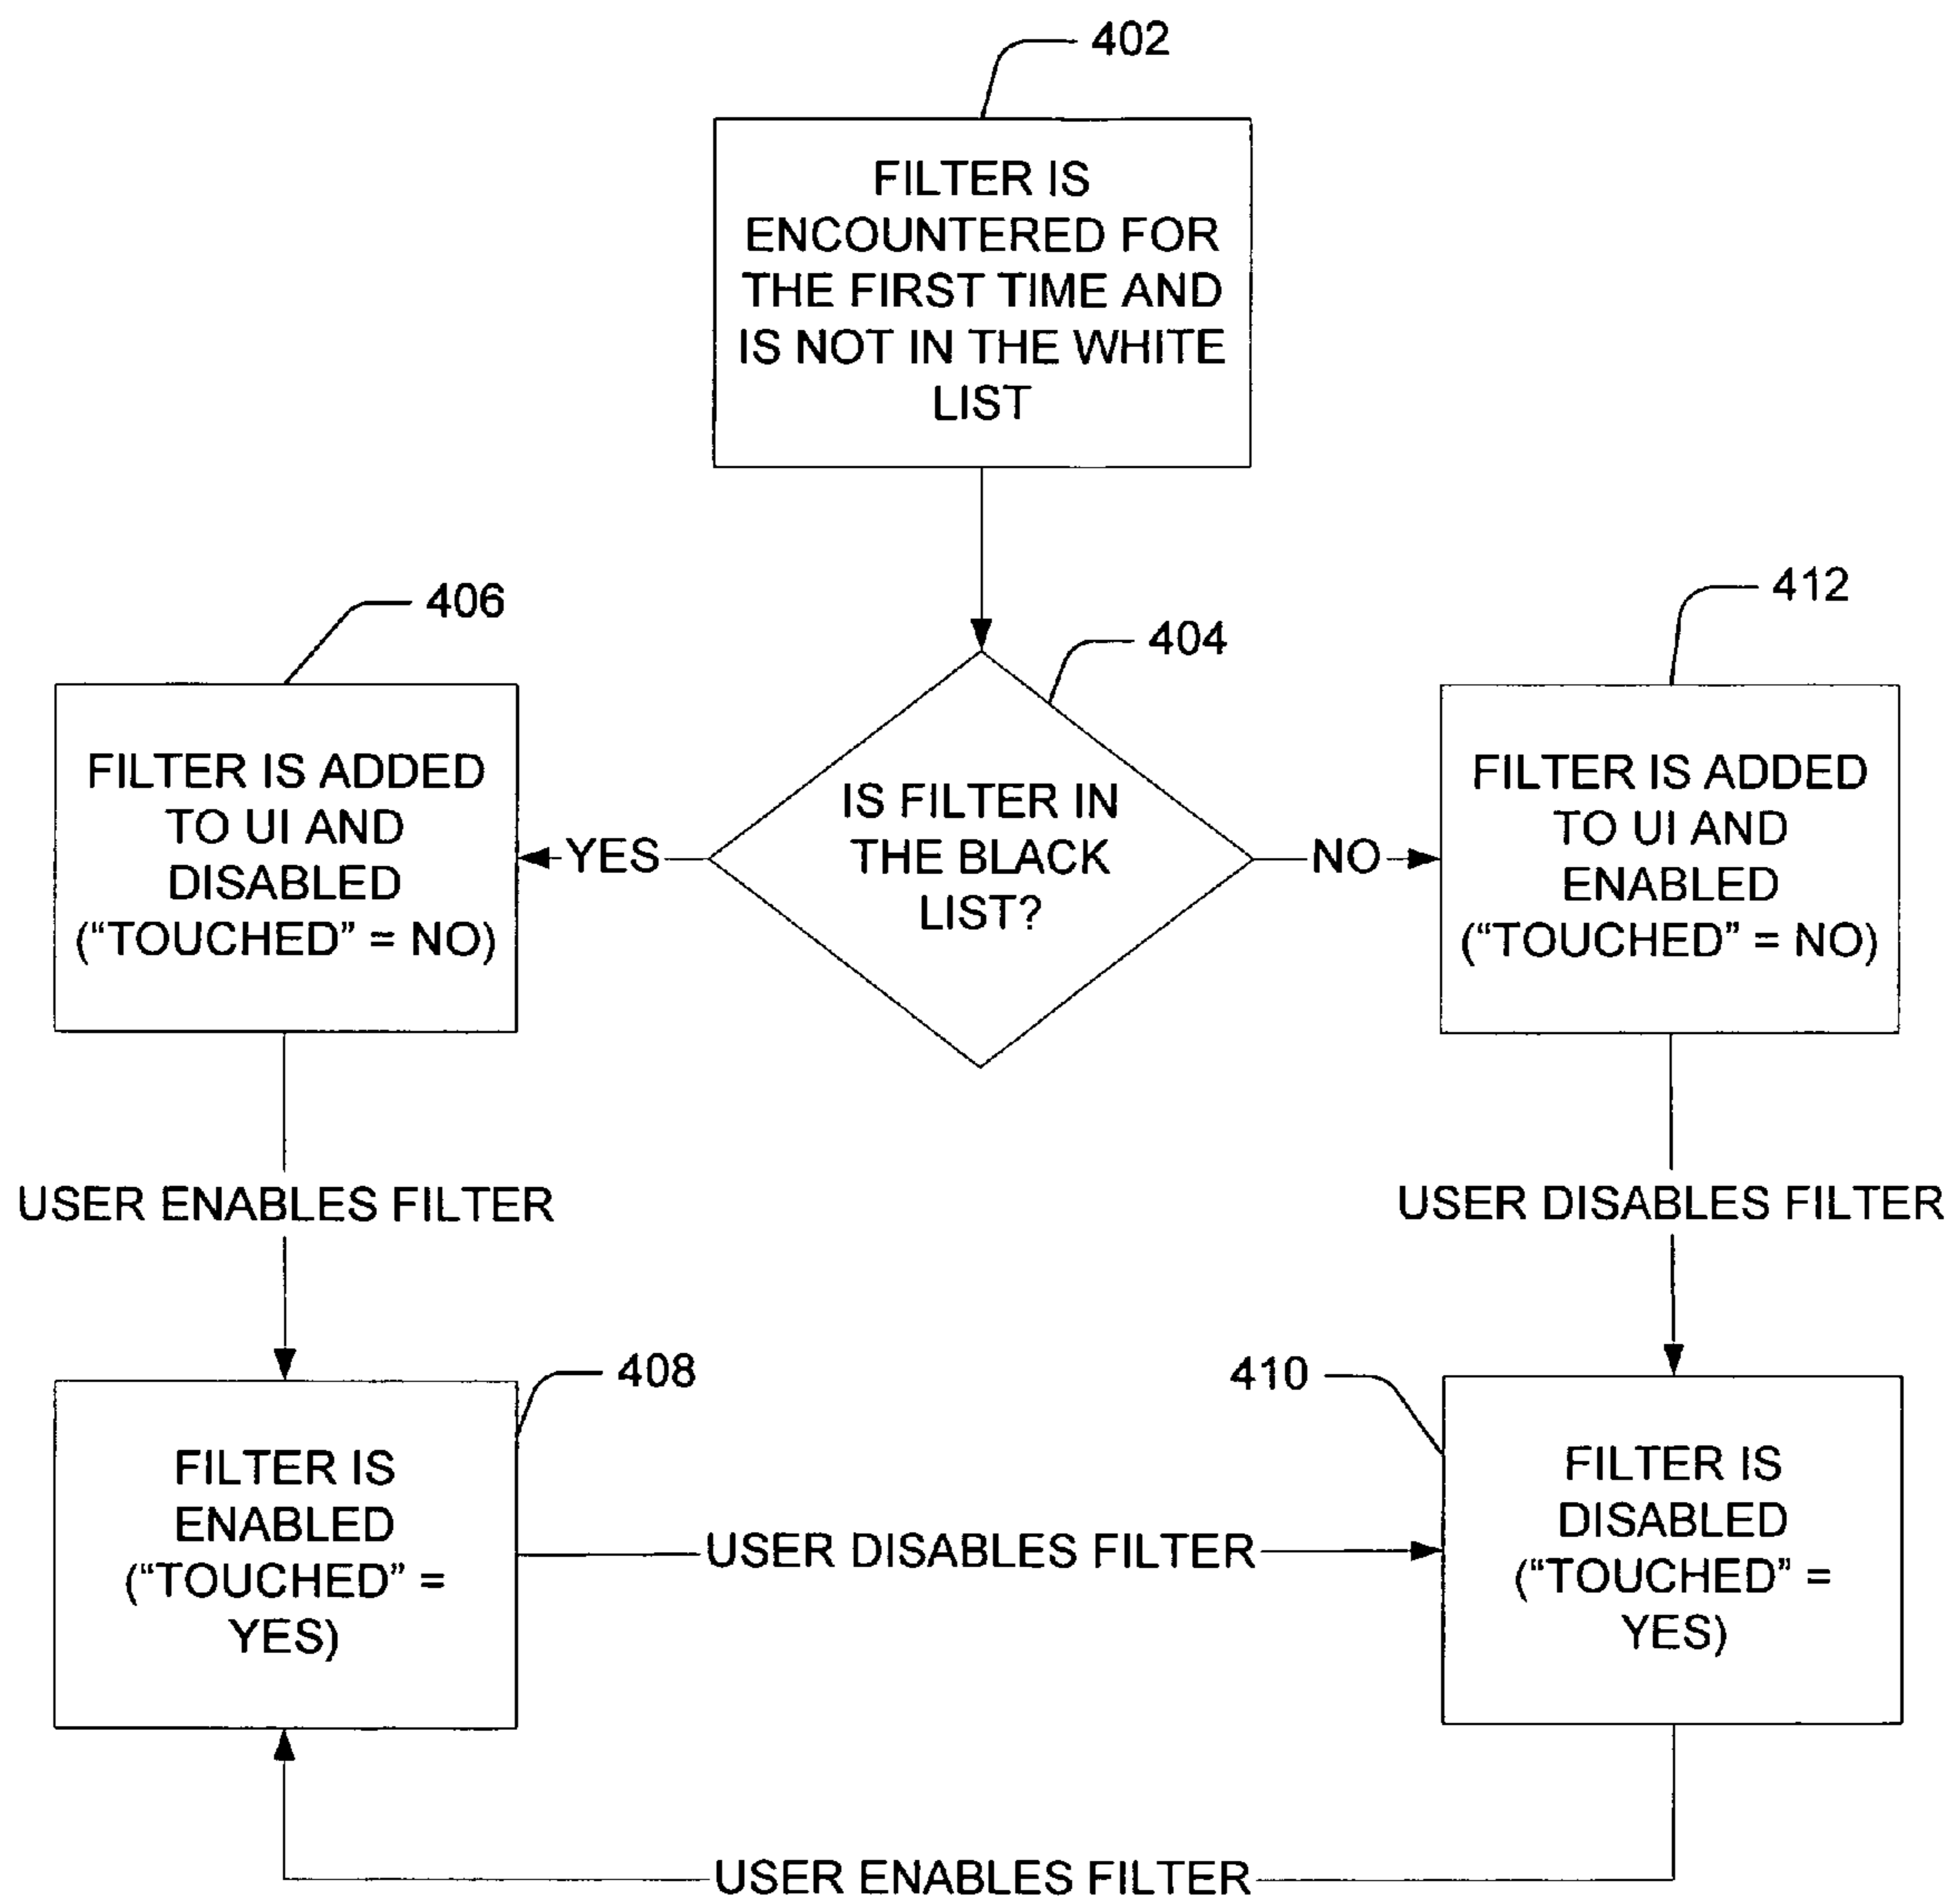 402
FILTER IS
ENCOUNTERED FOR
THE FIRST TIME AND
IS NOT IN THE WHITE
LIST
406
412
404
FILTER IS ADDED
TO UI AND
DISABLED
(“TOUCHED” = NO)
YES
IS FILTER IN
THE BLACK
LIST?
NO
FILTER IS ADDED
TO UI AND
ENABLED
(“TOUCHED” = NO)
USER ENABLES FILTER
USER DISABLES FILTER
408
410
FILTER IS
ENABLED
(“TOUCHED” =
YES)
USER DISABLES FILTER
FILTER IS
DISABLED
(“TOUCHED” =
YES)
USER ENABLES FILTER